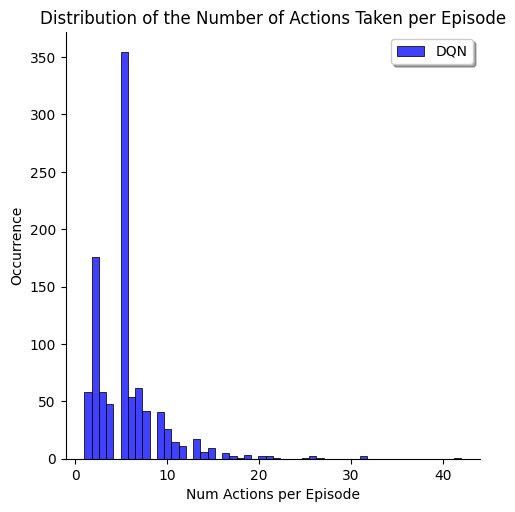 Distribution of the Number of Actions Taken per Episode
DQN
350
300
250
200
150
100
50
0
Occurrence
0 10 20 30 40
Num Actions per Episode